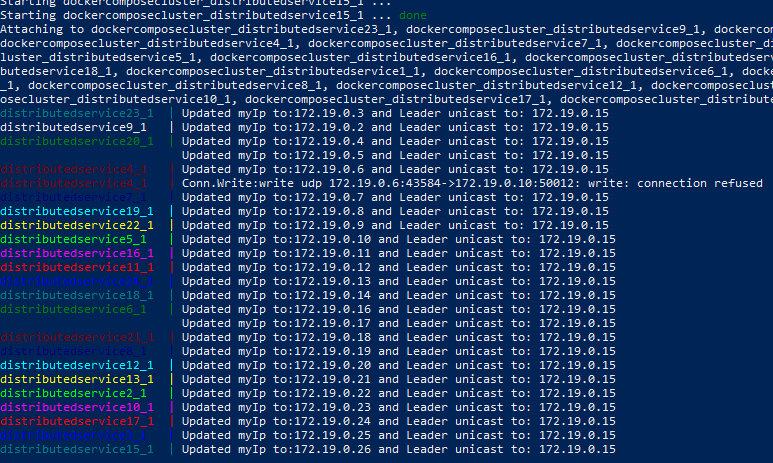 Starting dockercomposecluster_distributedservice15_1 ...
Starting dockercomposecluster_distributedservice15_1 ... done
Attaching to dockercomposecluster_distributedservice23_1, dockercomposecluster_distributedservice9_1, dockercom
dockercomposecluster_distributedservice4_1, dockercomposecluster_distributedservice7_1, dockercomposecluster_di
luster_distributedservice5_1, dockercomposecluster_distributedservice16_1, dockercomposecluster_distributedserv
butedservice18_1, dockercomposecluster_distributedservice1_1, dockercomposecluster_distributedservice6_1, docke
_1, dockercomposecluster_distributedservice8_1, dockercomposecluster_distributedservice12_1, dockercomposeclust
osecluster_distributedservice10_1, dockercomposecluster_distributedservice17_1, dockercomposecluster_distribute
distributedservice23_1 | Updated myIp to:172.19.0.3 and Leader unicast to: 172.19.0.15
distributedservice9_1 | Updated myIp to:172.19.0.2 and Leader unicast to: 172.19.0.15
distributedservice20_1 | Updated myIp to:172.19.0.4 and Leader unicast to: 172.19.0.15
Updated myIp to:172.19.0.5 and Leader unicast to: 172.19.0.15
distributedservice4_1 | Updated myIp to:172.19.0.6 and Leader unicast to: 172.19.0.15
distributedservice4_1 | Conn.Write:write udp 172.19.0.6:43584->172.19.0.10:50012: write: connection refused
distributedservice7_1 | Updated myIp to:172.19.0.7 and Leader unicast to: 172.19.0.15
distributedservice19_1 | Updated myIp to:172.19.0.8 and Leader unicast to: 172.19.0.15
distributedservice22_1 | Updated myIp to:172.19.0.9 and Leader unicast to: 172.19.0.15
distributedservice5_1 | Updated myIp to:172.19.0.10 and Leader unicast to: 172.19.0.15
distributedservice16_1 | Updated myIp to:172.19.0.11 and Leader unicast to: 172.19.0.15
distributedservice11_1 | Updated myIp to:172.19.0.12 and Leader unicast to: 172.19.0.15
| Updated myIp to:172.19.0.13 and Leader unicast to: 172.19.0.15
distributedservice18_1 | Updated myIp to:172.19.0.14 and Leader unicast to: 172.19.0.15
distributedservice6_1 | Updated myIp to:172.19.0.16 and Leader unicast to: 172.19.0.15
Updated myIp to:172.19.0.17 and Leader unicast to: 172.19.0.15
distributedservice21_1 | Updated myIp to:172.19.0.18 and Leader unicast to: 172.19.0.15
| Updated myIp to:172.19.0.19 and Leader unicast to: 172.19.0.15
distributedservice12_1 | Updated myIp to:172.19.0.20 and Leader unicast to: 172.19.0.15
distributedservice13_1 | Updated myIp to:172.19.0.21 and Leader unicast to: 172.19.0.15
distributedservice2_1 | Updated myIp to:172.19.0.22 and Leader unicast to: 172.19.0.15
distributedservice10_1 | Updated myIp to:172.19.0.23 and Leader unicast to: 172.19.0.15
distributedservice17_1 | Updated myIp to:172.19.0.24 and Leader unicast to: 172.19.0.15
| Updated myIp to:172.19.0.25 and Leader unicast to: 172.19.0.15
distributedservice15_1 | Updated myIp to:172.19.0.26 and Leader unicast to: 172.19.0.15